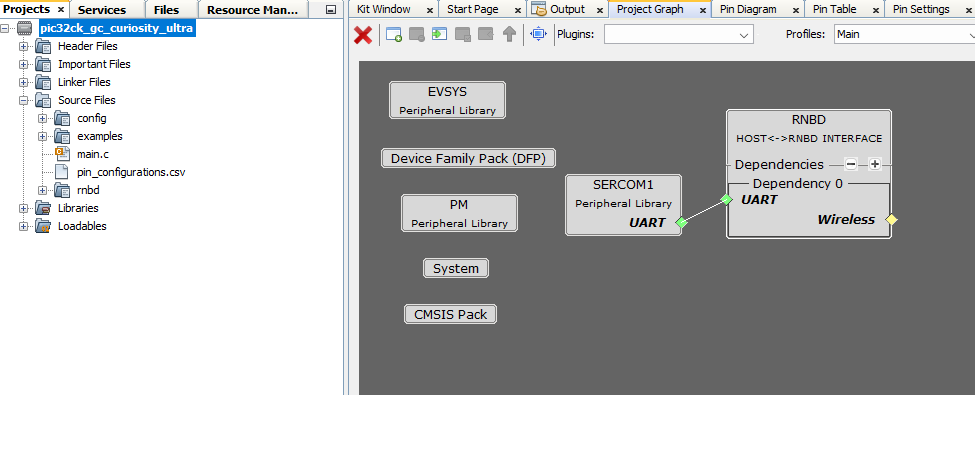 Projects
Services
Files
Resource Man...
pic32ck_gc_curiosity_ultra
Header Files
Important Files
Linker Files
Source Files
config
examples
main.c
pin_configurations.csv
rnbd
Libraries
Loadables
Kit Window
Start Page
Output
Project Graph
Pin Diagram
Pin Table
Pin Settings
Plugins:
Profiles:
Main
EVSYS
Peripheral Library
Device Family Pack (DFP)
PM
Peripheral Library
System
CMSIS Pack
SERCOM1
Peripheral Library
UART
RNBD
HOST<->RNBD INTERFACE
Dependencies
Dependency 0
UART
Wireless